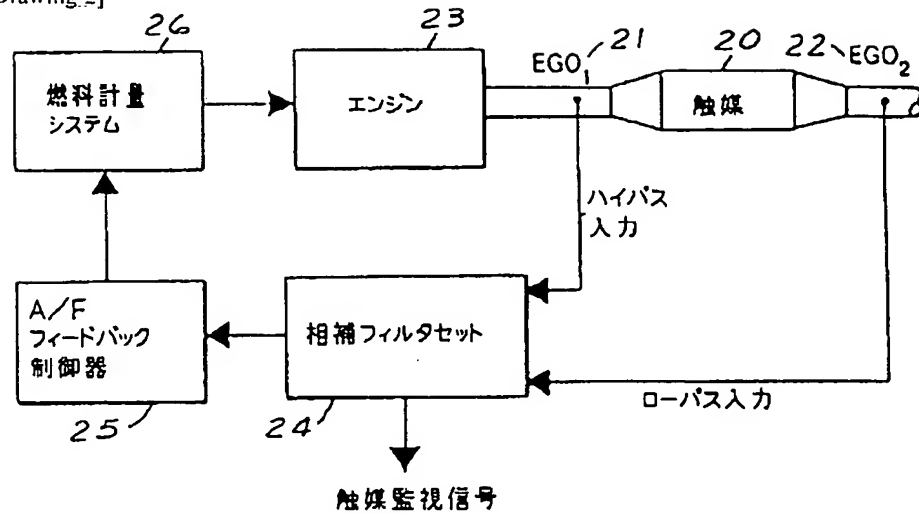 Drawing 2]
26
23
EGO1
21
20
22
EGO2
燃料計量
システム
エンジン
触媒
ハイパス
入力
A/F
フィードバック
制御器
相補フィルタセット
ローパス入力
25
24
触媒監視信号